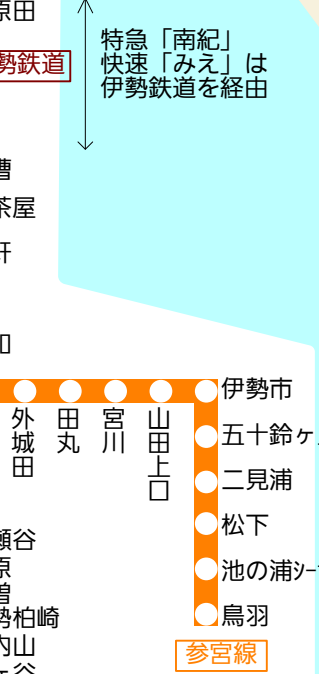 原田
特急「南紀」
快速「みえ」は
伊勢鉄道を経由
勢鉄道
茶屋
伊勢市
外城田
田丸
宮川
山田上口
五十鈴ヶ
二見浦
松下
池の浦ｼｰ
鳥羽
瀬谷
原
勢柏崎
内山
参宮線